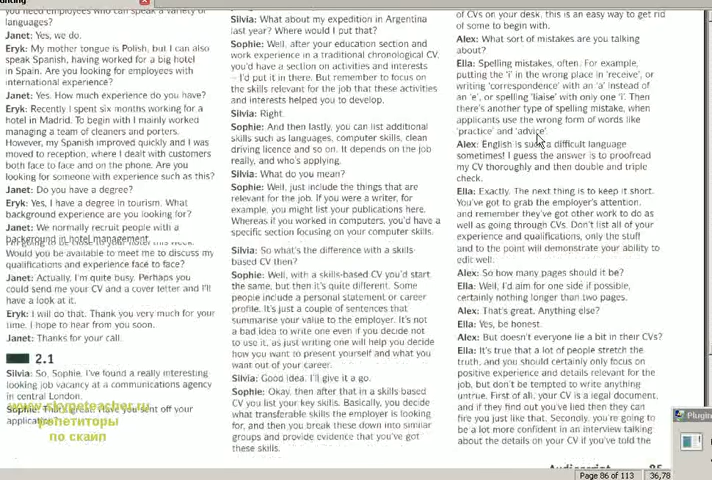 you need employees who can speak a variety of
languages?
Janet: Yes, we do.
Eryk: My mother tongue is Polish, but I can also
speak Spanish, having worked for a big hotel
in Spain. Are you looking for employees with
international experience?
Janet: Yes. How much experience do you have?
Eryk: Recently I spent six months working for a
hotel in Madrid. To begin with I mainly worked
managing a team of cleaners and porters.
However, my Spanish improved quickly and I was
moved to reception, where I dealt with customers
both face to face and on the phone. Are you
looking for someone with experience such as this?
Janet: Do you have a degree?
Eryk: Yes, I have a degree in tourism. What
background experience are you looking for?
Janet: We normally recruit people with a
background in hotel management.
Would you be available to meet me to discuss my
qualifications and experience face to face?
Janet: Actually, I'm quite busy. Perhaps you
could send me your CV and a cover letter and I'll
have a look at it.
Eryk: I will do that. Thank you very much for your
time. I hope to hear from you soon.
Janet: Thanks for your call.
2.1
Silvia: So, Sophie, I've found a really interesting
looking job vacancy at a communications agency
in central London.
Sophie: That's great. Have you sent off your
application?
репетиторы
по скайп
Silvia: What about my expedition in Argentina
last year? Where would I put that?
Sophie: Well, after your education section and
work experience in a traditional chronological CV,
you'd have a section on activities and interests
– I'd put it in there. But remember to focus on
the skills relevant for the job that these activities
and interests helped you to develop.
Silvia: Right.
Sophie: And then lastly, you can list additional
skills such as languages, computer skills, clean
driving licence and so on. It depends on the job
really, and who's applying.
Silvia: What do you mean?
Sophie: Well, just include the things that are
relevant for the job. If you were a writer, for
example, you might list your publications here.
Whereas if you worked in computers, you'd have a
specific section focusing on your computer skills.
Silvia: So what's the difference with a skills-
based CV then?
Sophie: Well, with a skills-based CV you'd start
the same, but then it's quite different. Some
people include a personal statement or career
profile. It's just a couple of sentences that
summarise your value to the employer. It's not
a bad idea to write one even if you decide not
to use it, as just writing one will help you decide
how you want to present yourself and what you
want out of your career.
Silvia: Good idea. I'll give it a go.
Sophie: Okay, then after that in a skills-based
CV you list your key skills. Basically, you decide
what transferable skills the employer is looking
for, and then you break these down into similar
groups and provide evidence that you've got
these skills.
of CVs on your desk, this is an easy way to get rid
of some to begin with.
Alex: What sort of mistakes are you talking
about?
Ella: Spelling mistakes, often. For example,
putting the 'i' in the wrong place in 'receive', or
writing 'correspondence' with an 'a' instead of
an 'e', or spelling 'liaise' with only one 'i'. Then
there's another type of spelling mistake, when
applicants use the wrong form of words like
'practice' and 'advice'.
Alex: English is such a difficult language
sometimes! I guess the answer is to proofread
my CV thoroughly and then double and triple
check.
Ella: Exactly. The next thing is to keep it short.
You've got to grab the employer's attention,
and remember they've got other work to do as
well as going through CVs. Don't list all of your
experience and qualifications, only the stuff
and to the point will demonstrate your ability to
edit well.
Alex: So how many pages should it be?
Ella: Well, I'd aim for one side if possible,
certainly nothing longer than two pages.
Alex: That's great. Anything else?
Ella: Yes, be honest.
Alex: But doesn't everyone lie a bit in their CVs?
Ella: It's true that a lot of people stretch the
truth, and you should certainly only focus on
positive experience and details relevant for the
job, but don't be tempted to write anything
untrue. First of all, your CV is a legal document,
and if they find out you've lied then they can
fire you just like that. Secondly, you're going to
be a lot more confident in an interview talking
about the details on your CV if you've told the
Audioscript 85
Plugin
Page 86 of 113
36,78